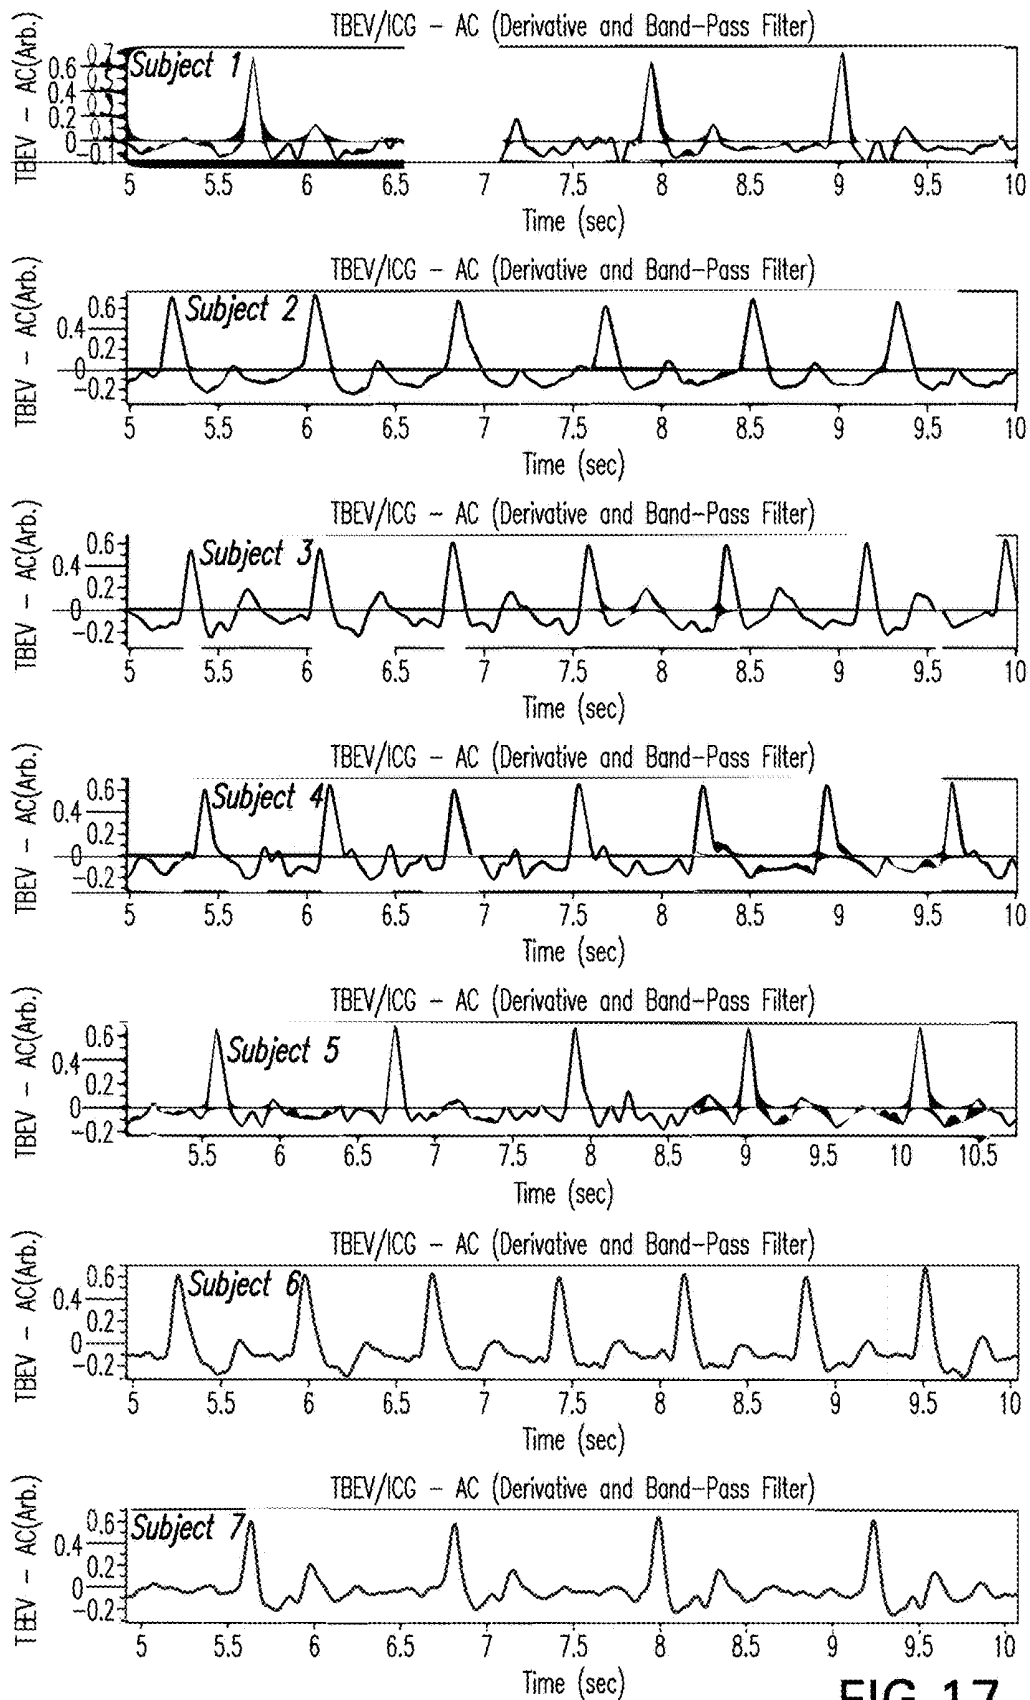 TBEV/ICG - AC (Derivative and Band-Pass Filter)
TBEV - AC(Arb.)
Subject 1
0.7
0.6
0.5
0.4
0.3
0.2
0.1
0
-0.1
5 5.5 6 6.5 7 7.5 8 8.5 9 9.5 10
Time (sec)
TBEV/ICG - AC (Derivative and Band-Pass Filter)
TBEV - AC(Arb.)
Subject 2
0.6
0.4
0.2
0
-0.2
5 5.5 6 6.5 7 7.5 8 8.5 9 9.5 10
Time (sec)
TBEV/ICG - AC (Derivative and Band-Pass Filter)
TBEV - AC(Arb.)
Subject 3
0.6
0.4
0.2
0
-0.2
5 5.5 6 6.5 7 7.5 8 8.5 9 9.5 10
Time (sec)
TBEV/ICG - AC (Derivative and Band-Pass Filter)
TBEV - AC(Arb.)
Subject 4
0.6
0.4
0.2
0
-0.2
5 5.5 6 6.5 7 7.5 8 8.5 9 9.5 10
Time (sec)
TBEV/ICG - AC (Derivative and Band-Pass Filter)
TBEV - AC(Arb.)
Subject 5
0.6
0.4
0.2
0
-0.2
5.5 6 6.5 7 7.5 8 8.5 9 9.5 10 10.5
Time (sec)
TBEV/ICG - AC (Derivative and Band-Pass Filter)
TBEV - AC(Arb.)
Subject 6
0.6
0.4
0.2
0
-0.2
5 5.5 6 6.5 7 7.5 8 8.5 9 9.5 10
Time (sec)
TBEV/ICG - AC (Derivative and Band-Pass Filter)
TBEV - AC(Arb.)
Subject 7
0.6
0.4
0.2
0
-0.2
5 5.5 6 6.5 7 7.5 8 8.5 9 9.5 10
Time (sec)
FIG. 17